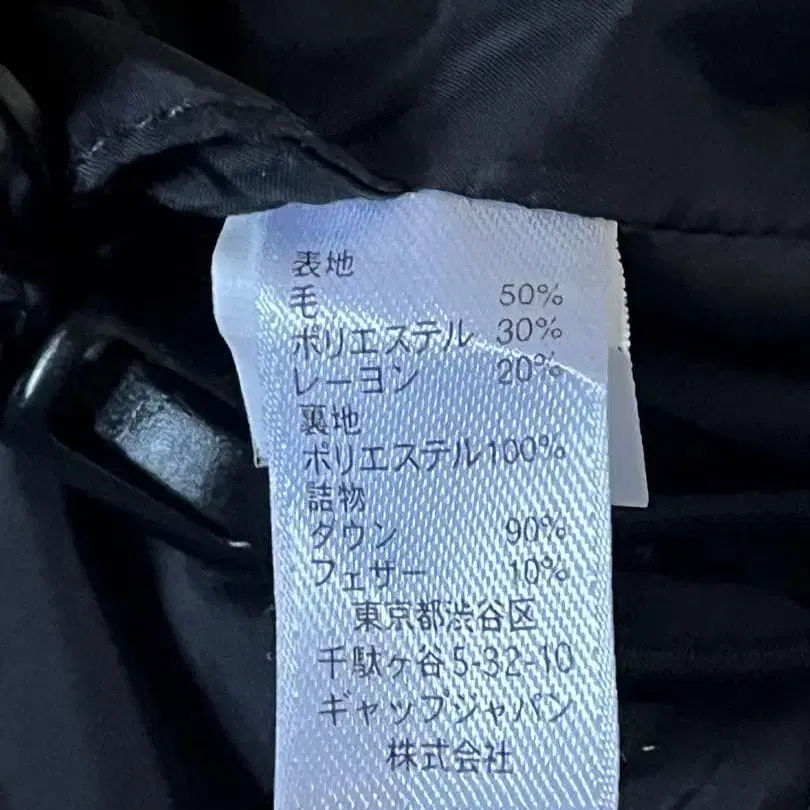 表地
毛 50%
ポリエステル 30%
レーヨン 20%
裏地
ポリエステル100%
詰物
ダウン 90%
フェザー 10%
東京都渋谷区
千駄ヶ谷5-32-10
ギャップジャパン
株式会社